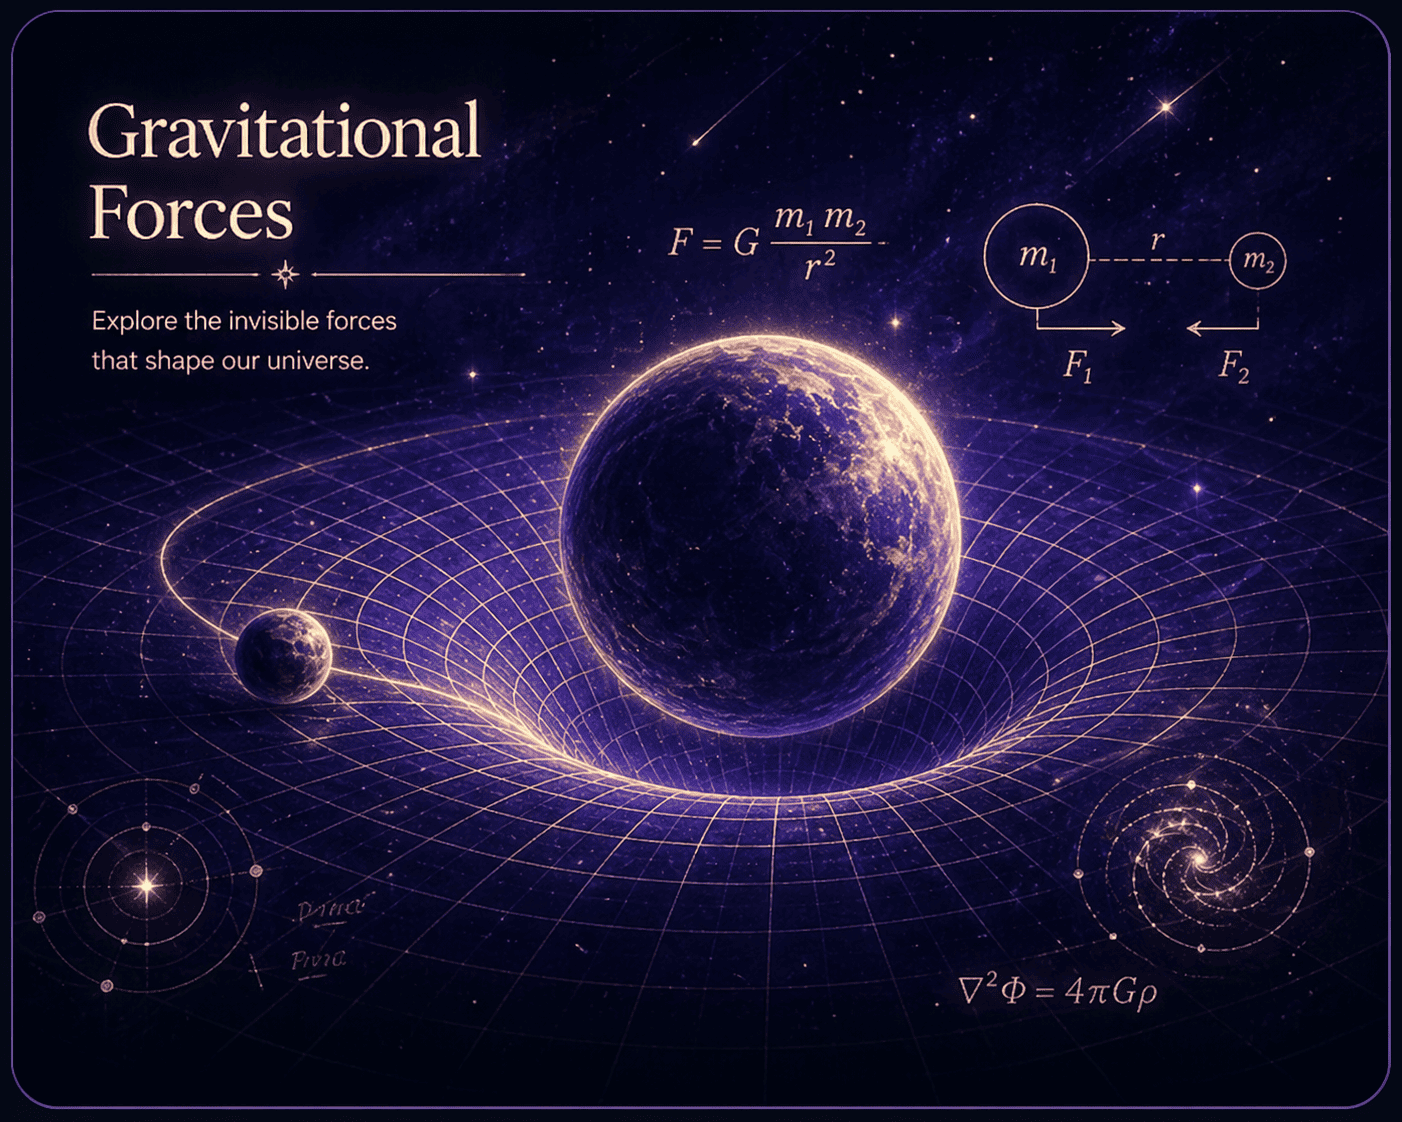 Gravitational
Forces
Explore the invisible forces
that shape our universe.
F = G m₁ m₂ / r²
m₁ r m₂
F₁ F₂
∇²Φ = 4πGρ